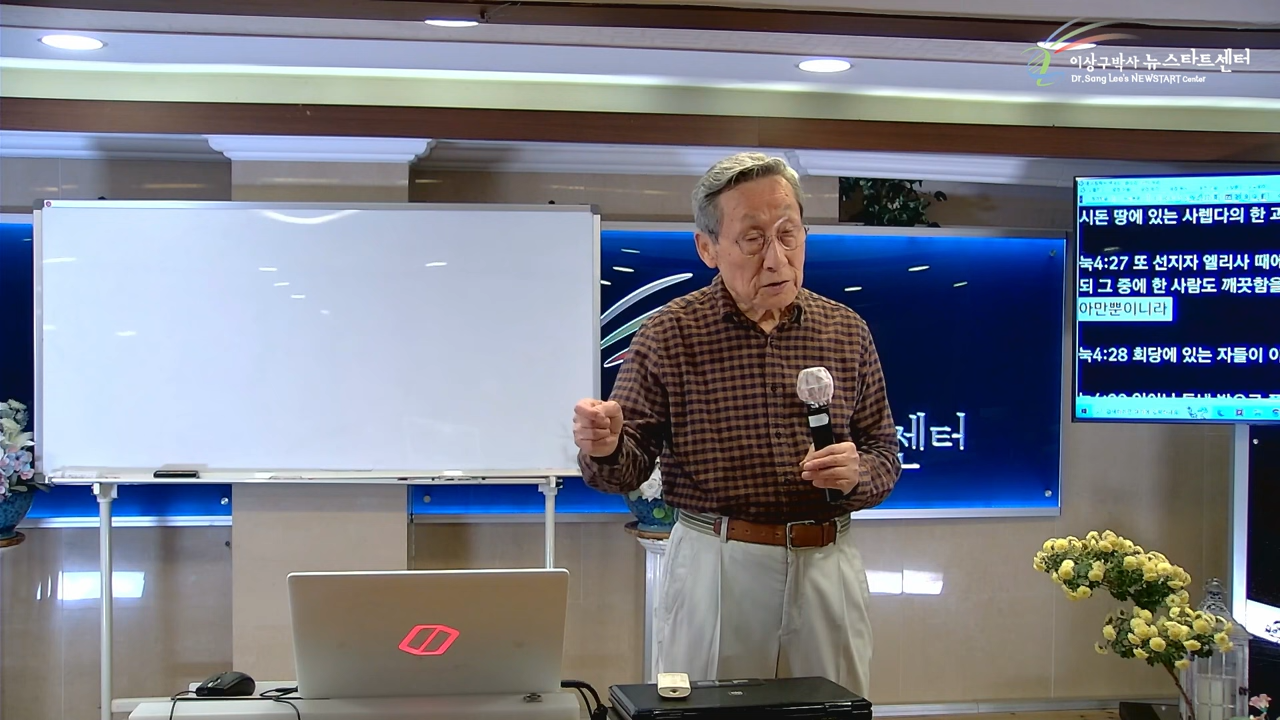 이상구박사 뉴스타트센터
Dr. Sang Lee's NEWSTART Center
시돈 땅에 있는 사렙다의 한 과
눅4:27 또 선지자 엘리사 때에
되 그 중에 한 사람도 깨끗함을
아만뿐이니라
눅4:28 회당에 있는 자들이 이
센터